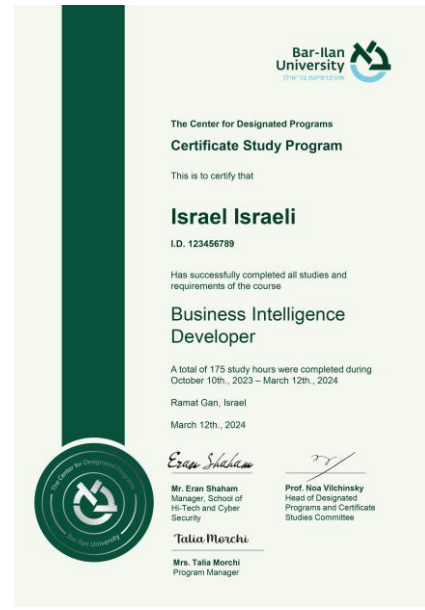 Bar-Ilan
University
אוניברסיטת בר־אילן
The Center for Designated Programs
Certificate Study Program
This is to certify that
Israel Israeli
I.D. 123456789
Has successfully completed all studies and
requirements of the course
Business Intelligence
Developer
A total of 175 study hours were completed during
October 10th., 2023 – March 12th., 2024
Ramat Gan, Israel
March 12th., 2024
Eran Shaham
Mr. Eran Shaham
Manager, School of
Hi-Tech and Cyber
Security
Prof. Noa Vilchinsky
Head of Designated
Programs and Certificate
Studies Committee
Talia Morchi
Mrs. Talia Morchi
Program Manager
The Center for Designated Programs
Bar-Ilan University